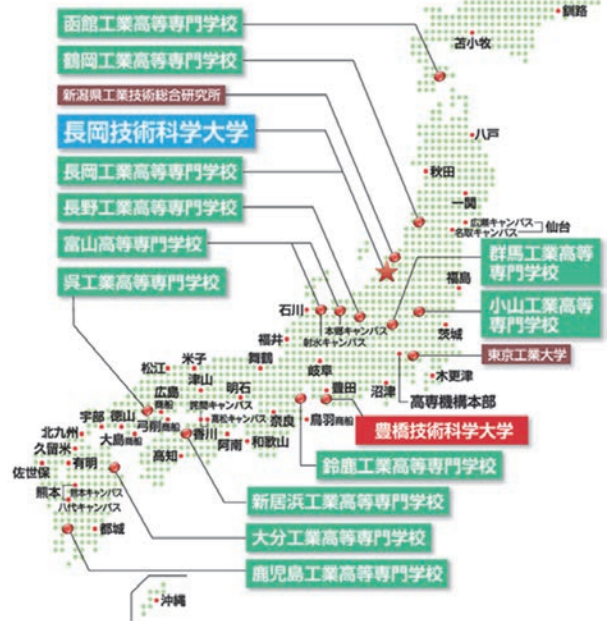 函館工業高等専門学校
鶴岡工業高等専門学校
新潟県工業技術総合研究所
長岡技術科学大学
長岡工業高等専門学校
長野工業高等専門学校
富山高等専門学校
呉工業高等専門学校
釧路
苫小牧
八戸
秋田
一関
広瀬キャンパス
名取キャンパス
仙台
群馬工業高等
専門学校
福島
小山工業高等
専門学校
茨城
東京工業大学
木更津
高専機構本部
沼津
石川
本郷キャンパス
射水キャンパス
福井
岐阜
豊田
舞鶴
米子
松江
津山
明石
広島
商船
高松キャンパス
奈良
鳥羽商船
豊橋技術科学大学
鈴鹿工業高等専門学校
宇部
徳山
弓削商船
香川
北九州
大島商船
阿南
和歌山
久留米
高知
佐世保
有明
新居浜工業高等専門学校
熊本
熊本キャンパス
八代キャンパス
大分工業高等専門学校
都城
鹿児島工業高等専門学校
沖縄